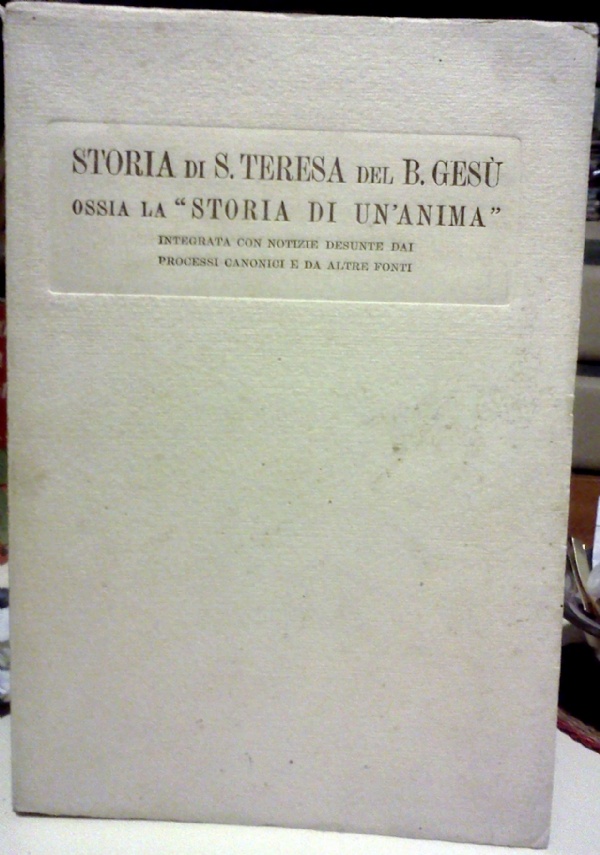 STORIA DI S. TERESA DEL B. GESÙ
OSSIA LA “STORIA DI UN'ANIMA”
INTEGRATA CON NOTIZIE DESUNTE DAI
PROCESSI CANONICI E DA ALTRE FONTI